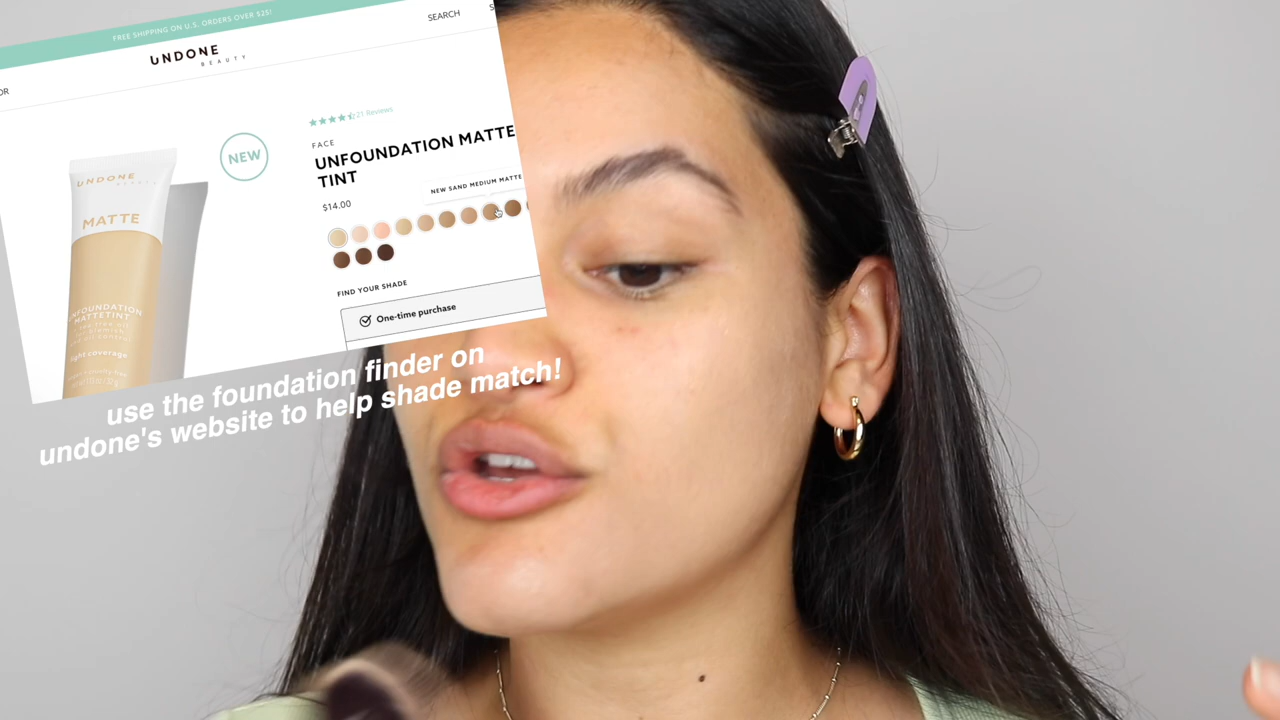 FREE SHIPPING ON U.S. ORDERS OVER $25!
SEARCH
UNDONE
BEAUTY
21 Reviews
NEW
FACE
UNFOUNDATION MATTE
TINT
NEW SAND MEDIUM MATTE
$14.00
FIND YOUR SHADE
One-time purchase
UNDONE
BEAUTY
MATTE
UNFOUNDATION
MATTETINT
light coverage
use the foundation finder on
undone's website to help shade match!